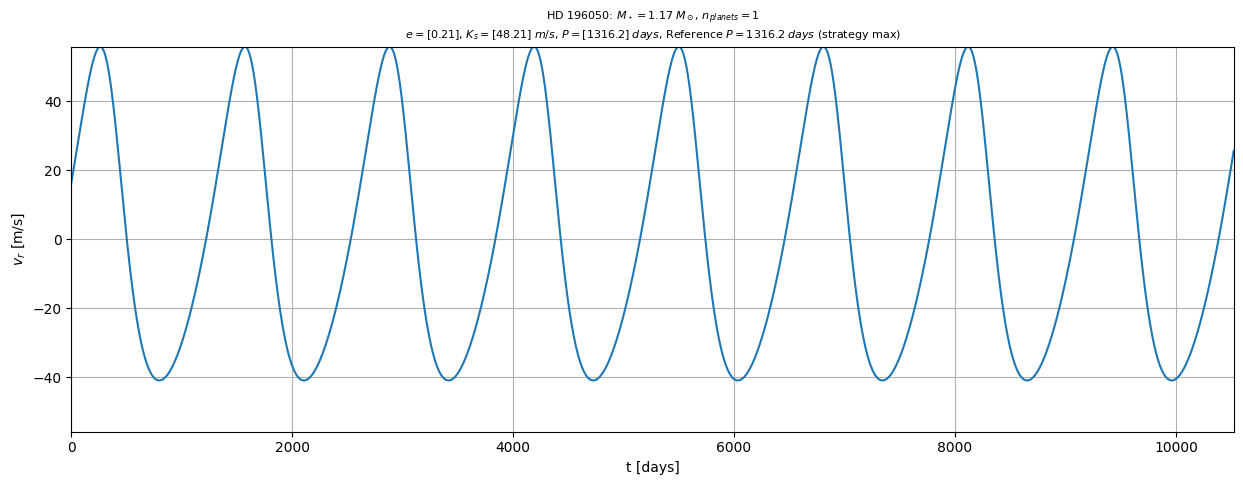 HD 196050: $M_\star = 1.17\ M_\odot$, $n_{planets} = 1$
$e = [0.21]$, $K_s = [48.21]\ m/s$, $P = [1316.2]\ days$, Reference $P = 1316.2\ days$ (strategy max)
40
20
0
−20
−40
$v_r$ [m/s]
0 2000 4000 6000 8000 10000
t [days]